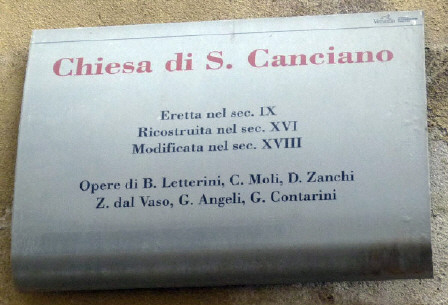 Chiesa di S. Canciano
Eretta nel sec. IX
Ricostruita nel sec. XVI
Modificata nel sec. XVIII
Opere di B. Letterini, C. Moli, D. Zanchi
Z. dal Vaso, G. Angeli, G. Contarini